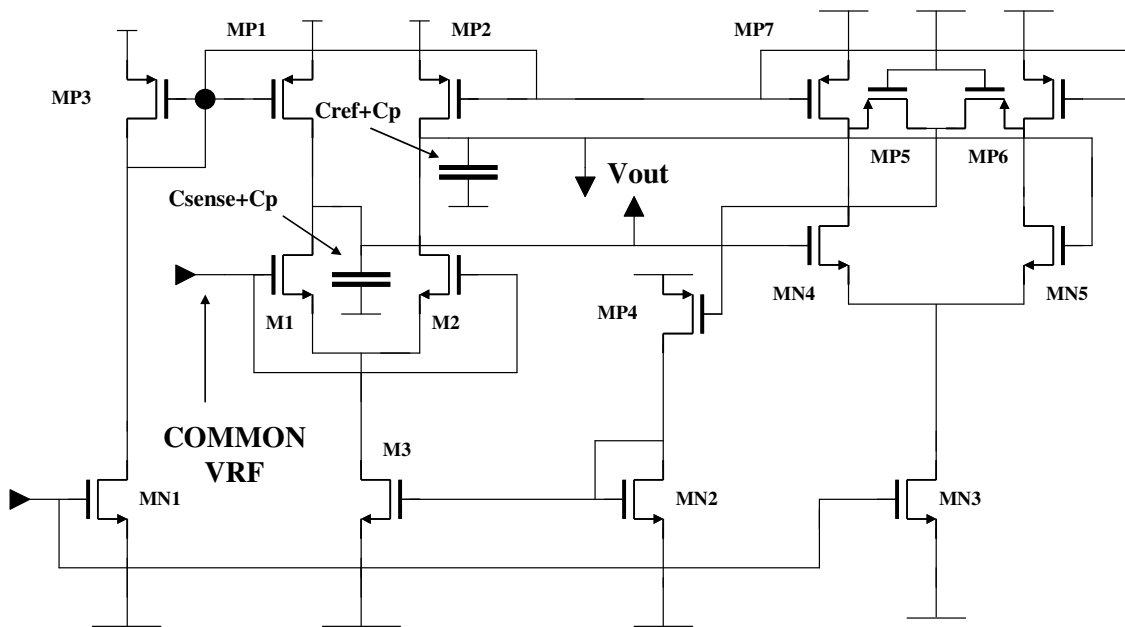 MP1
MP2
MP7
MP3
Cref+Cp
MP5
MP6
Vout
Csense+Cp
M1
M2
MP4
MN4
MN5
COMMON
VRF
M3
MN1
MN2
MN3